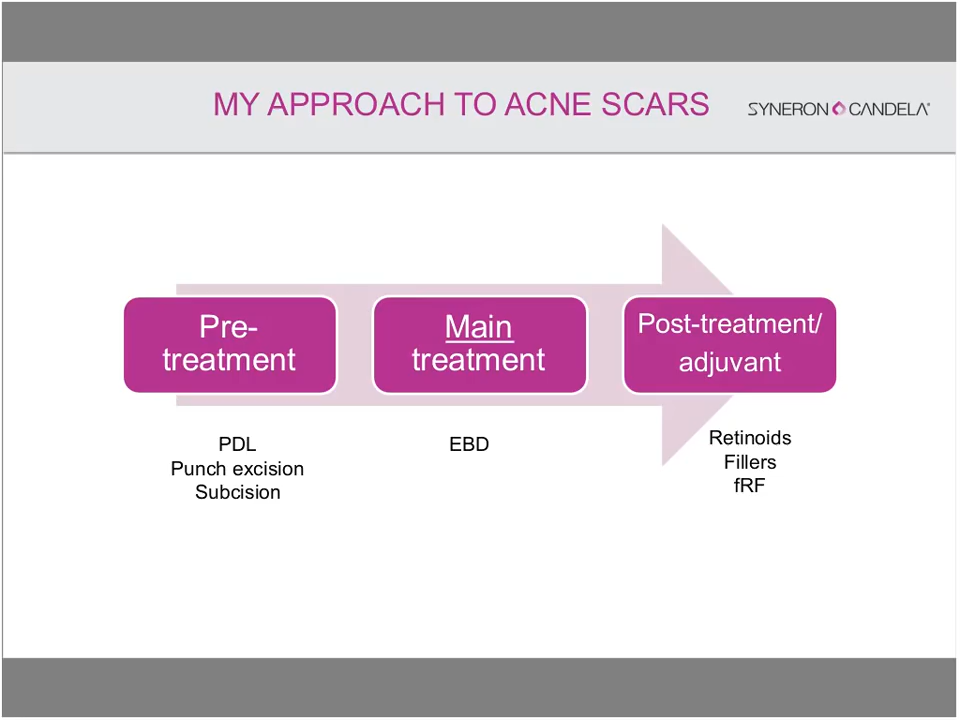 MY APPROACH TO ACNE SCARS
SYNERON CANDELA®
Pre-
treatment
Main
treatment
Post-treatment/
adjuvant
PDL
Punch excision
Subcision
EBD
Retinoids
Fillers
fRF